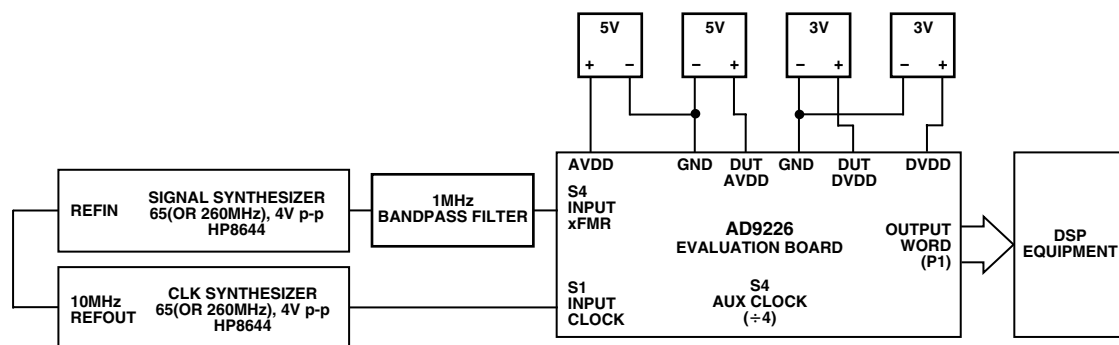 5V
+ −
5V
− +
3V
− +
3V
− +
AVDD
GND
DUT
AVDD
GND
DUT
DVDD
DVDD
REFIN
SIGNAL SYNTHESIZER
65(OR 260MHz), 4V p-p
HP8644
1MHz
BANDPASS FILTER
S4
INPUT
xFMR
AD9226
EVALUATION BOARD
OUTPUT
WORD
(P1)
DSP
EQUIPMENT
10MHz
REFOUT
CLK SYNTHESIZER
65(OR 260MHz), 4V p-p
HP8644
S1
INPUT
CLOCK
S4
AUX CLOCK
(÷4)